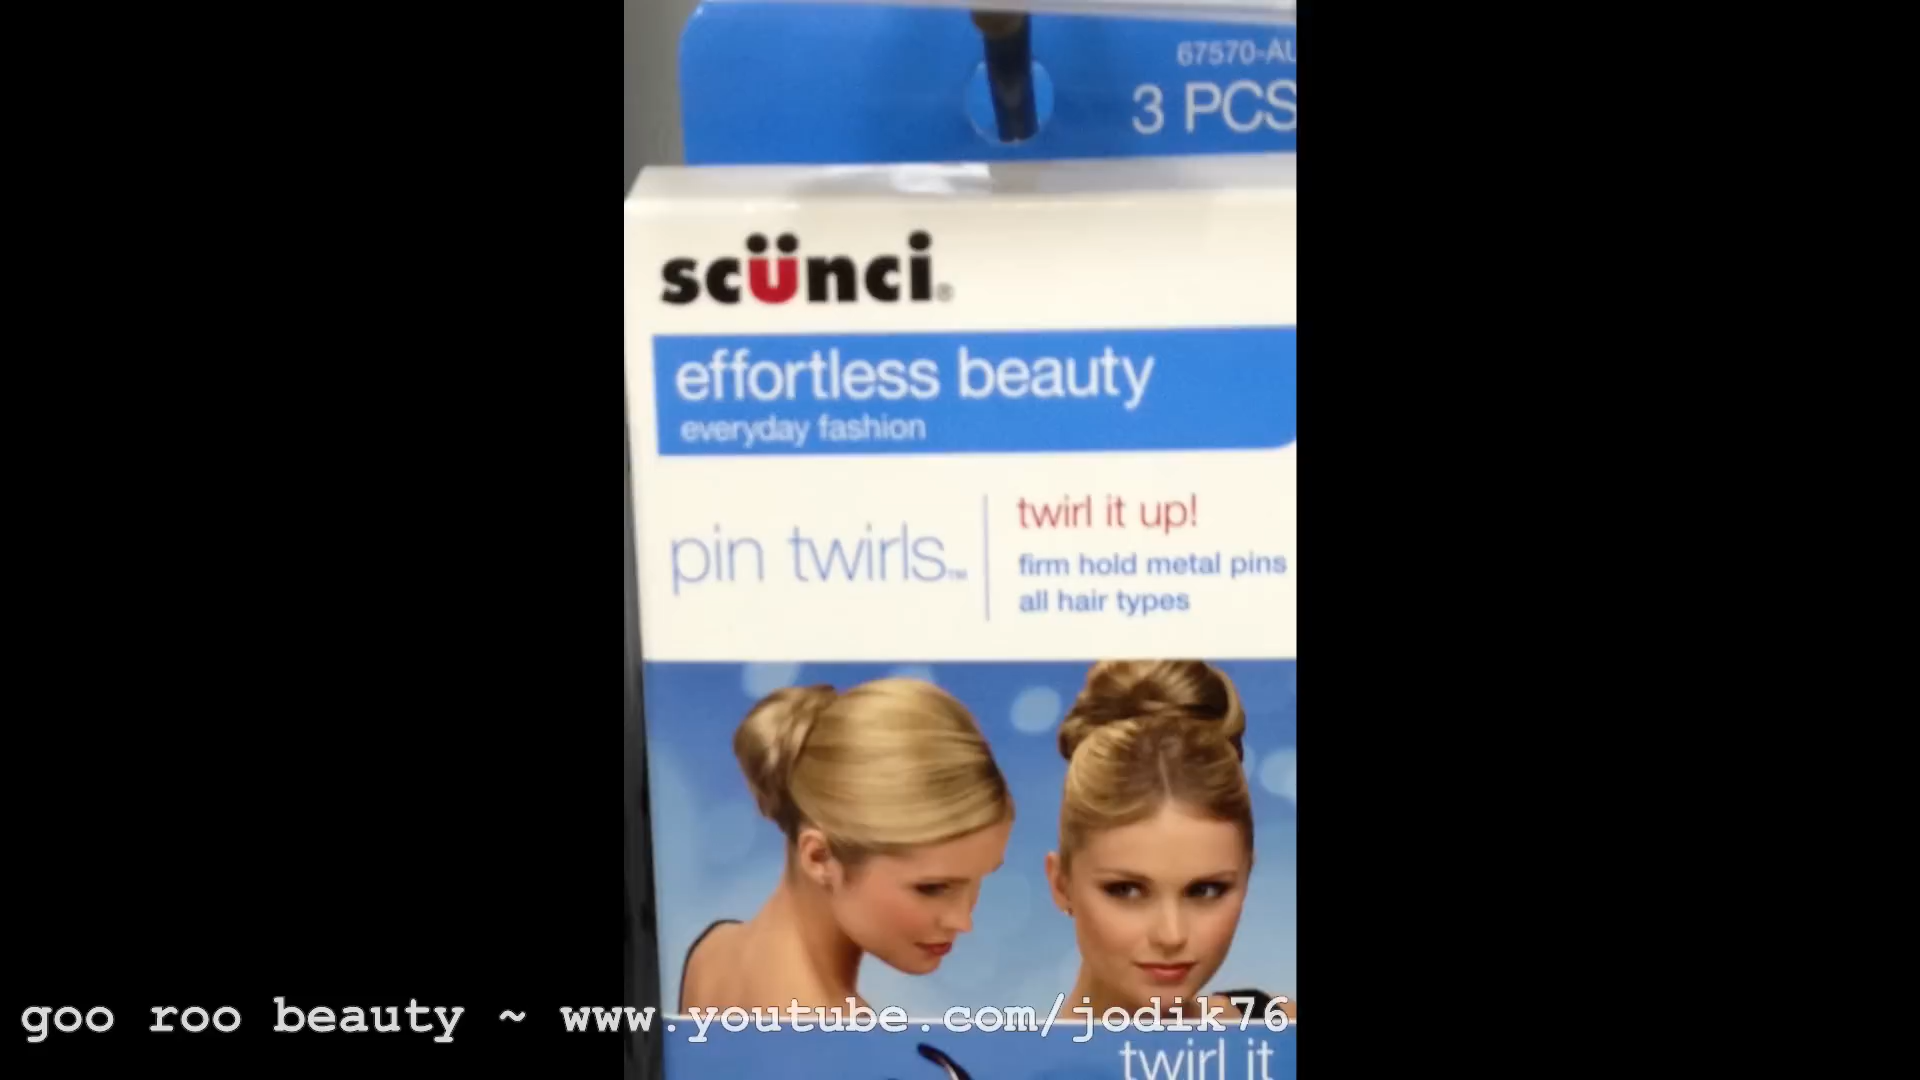 67570-AU
3 PCS
scünci®
effortless beauty
everyday fashion
pin twirls™
twirl it up!
firm hold metal pins
all hair types
goo roo beauty ~ www.youtube.com/jodik76
twirl it